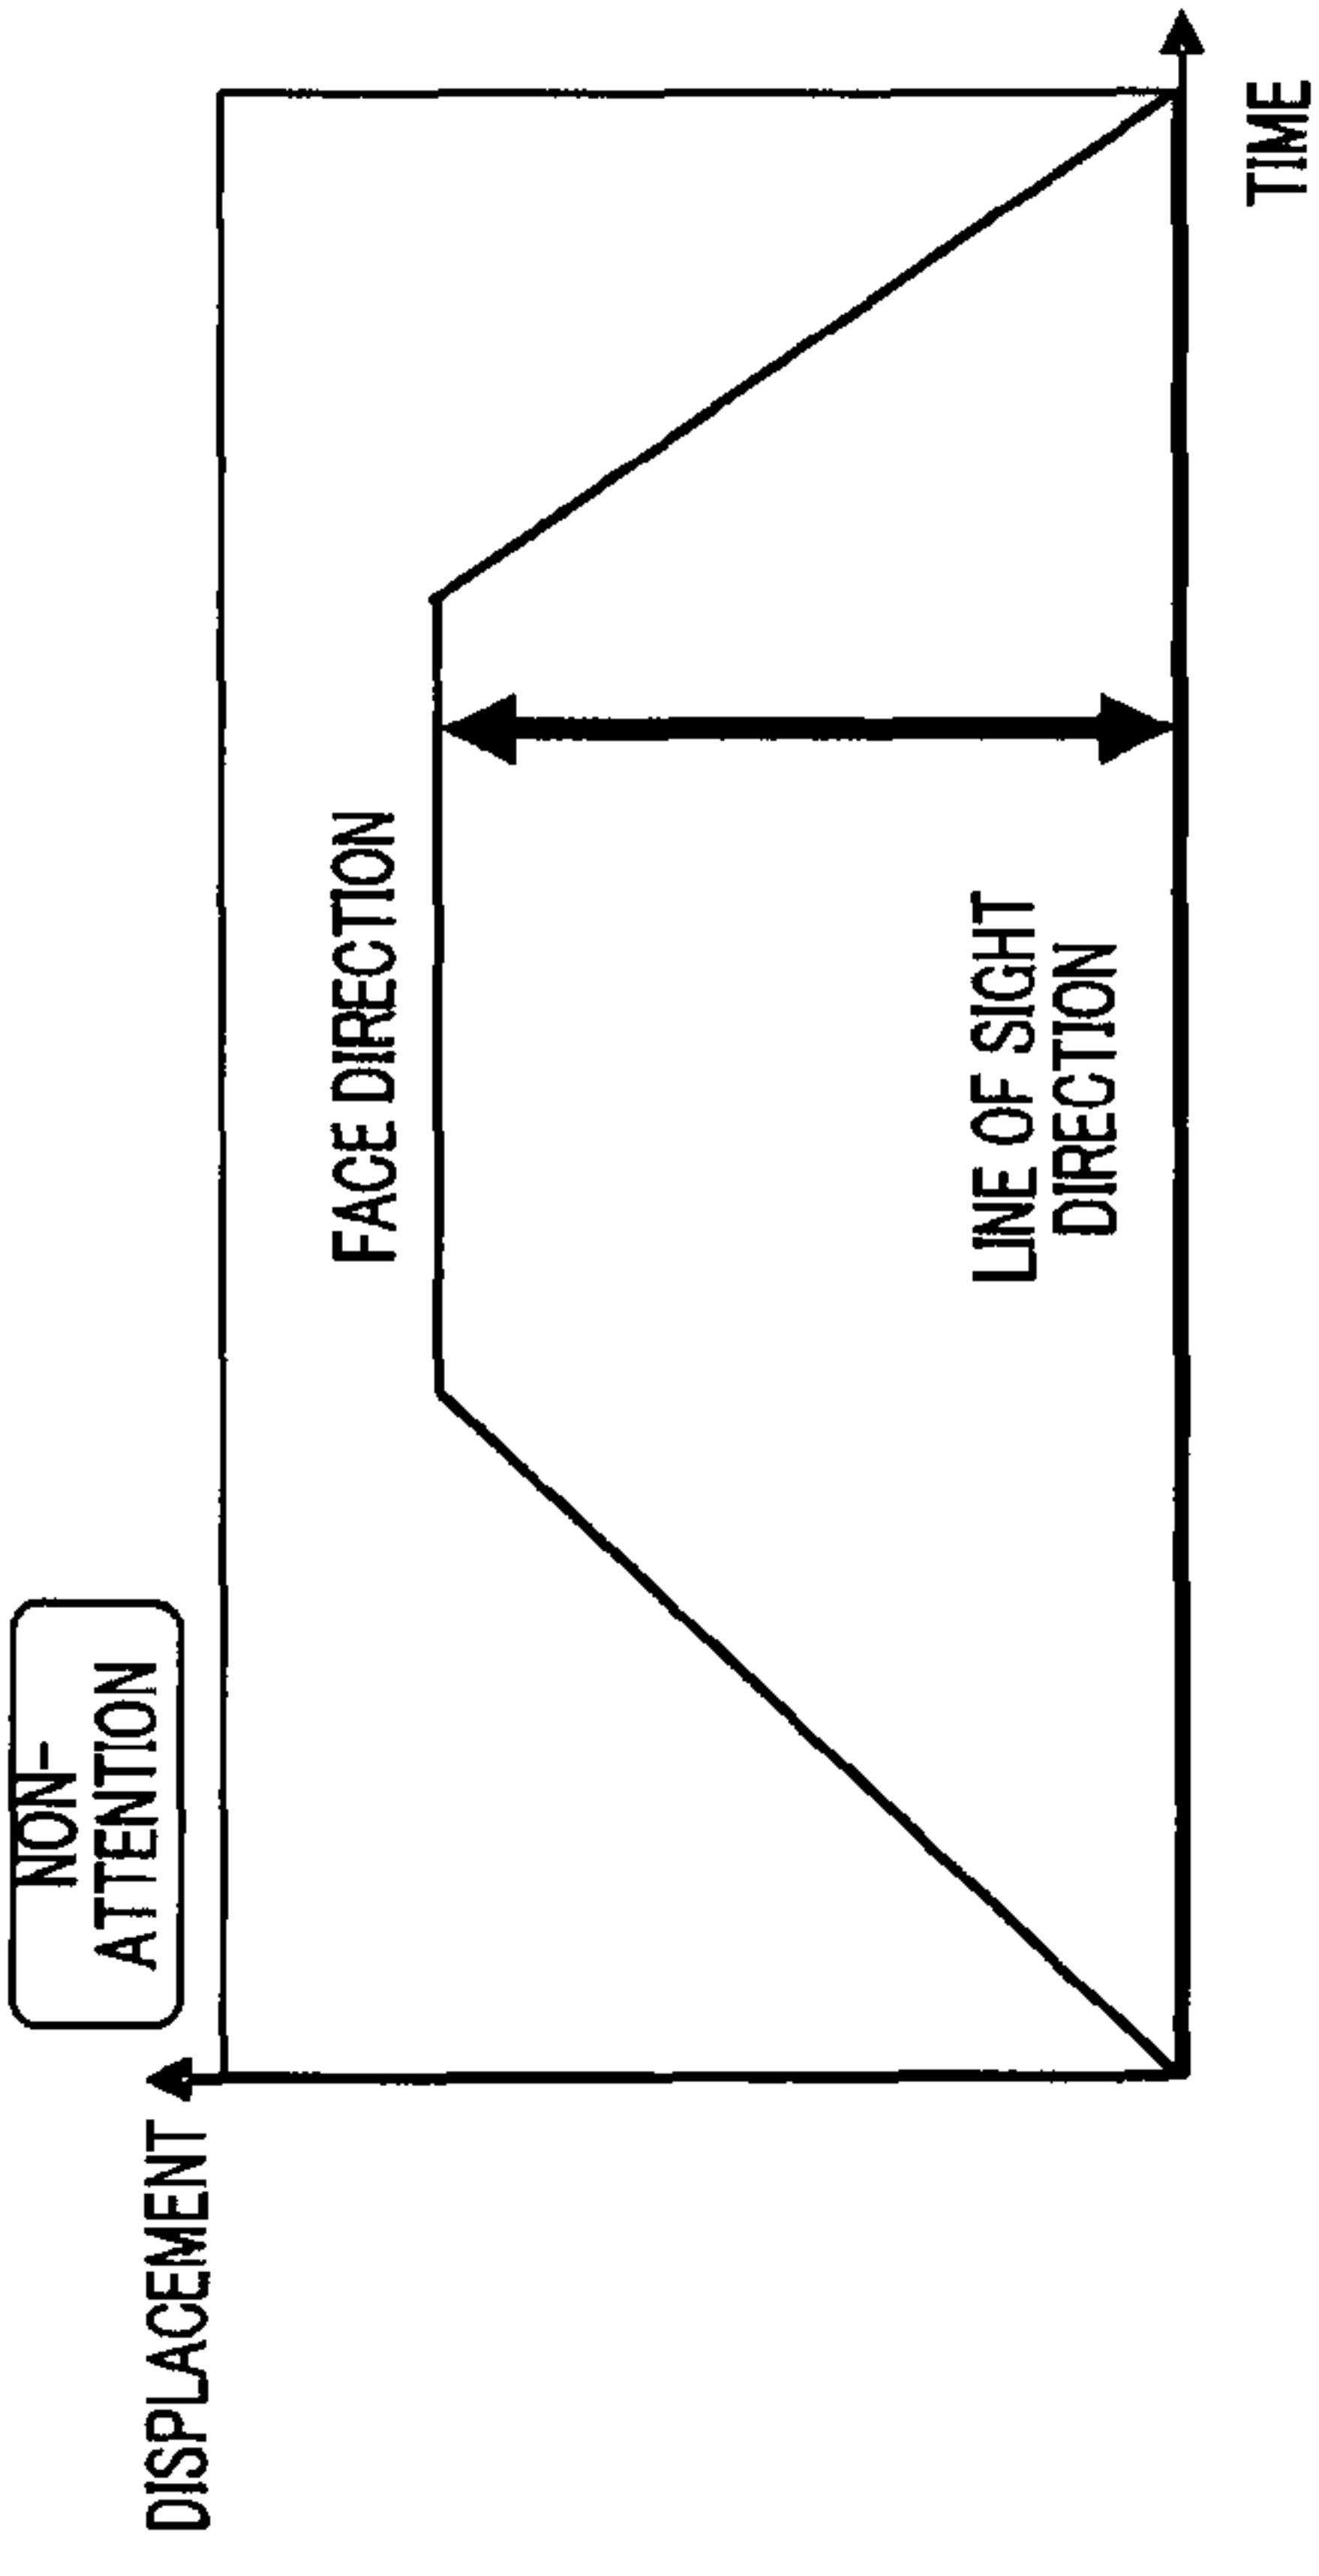 NON-
ATTENTION
DISPLACEMENT
FACE DIRECTION
LINE OF SIGHT
DIRECTION
TIME